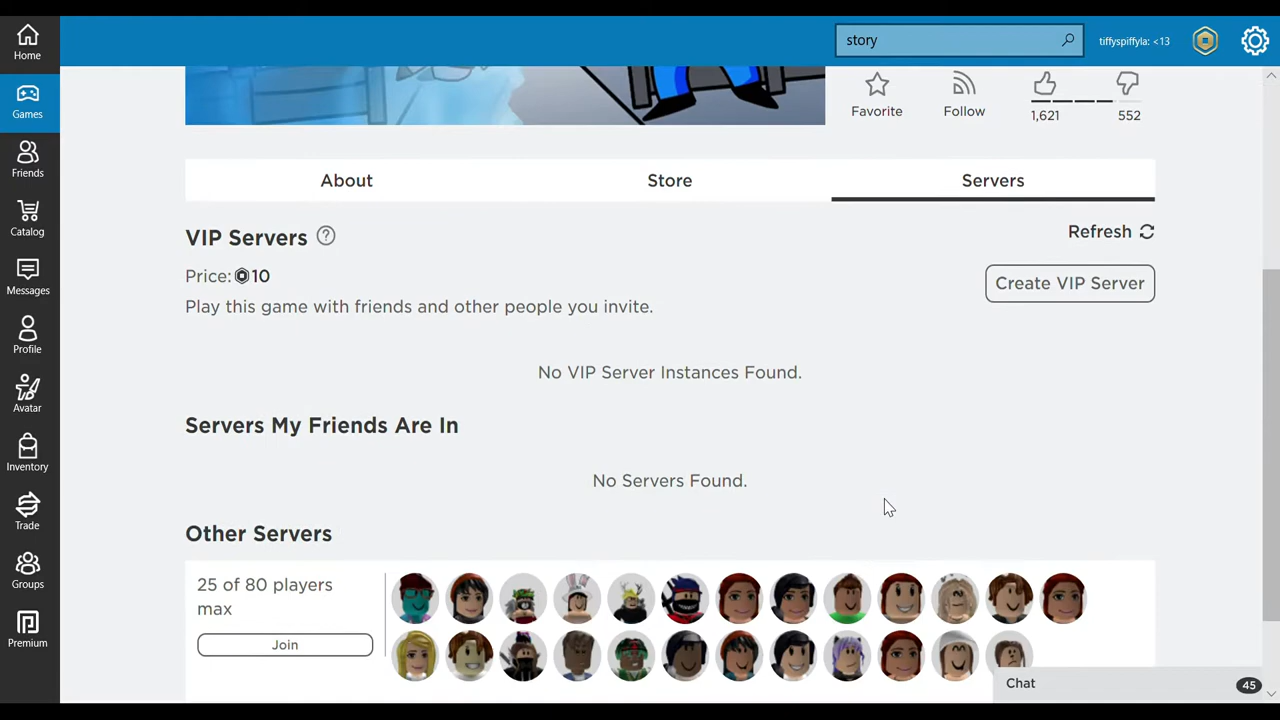 Home
story
tiffyspiffyla: <13
Games
Friends
Catalog
Messages
Profile
Avatar
Inventory
Trade
Groups
Premium
Favorite
Follow
1,621
552
About
Store
Servers
VIP Servers ?
Refresh
Price: 10
Create VIP Server
Play this game with friends and other people you invite.
No VIP Server Instances Found.
Servers My Friends Are In
No Servers Found.
Other Servers
25 of 80 players
max
Join
Chat
45